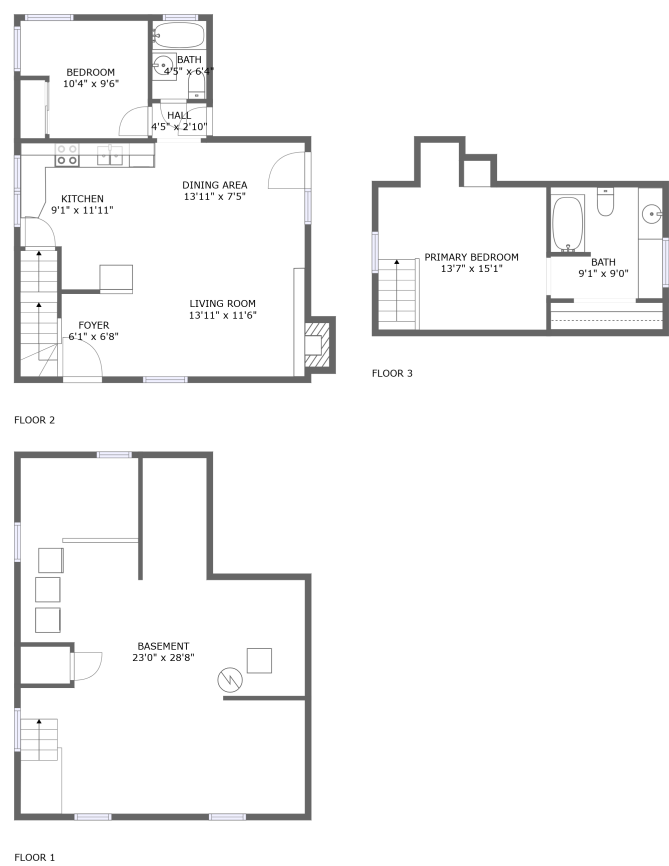 BEDROOM
10'4" x 9'6"
BATH
4'5" x 6'4"
HALL
4'5" x 2'10"
KITCHEN
9'1" x 11'11"
DINING AREA
13'11" x 7'5"
LIVING ROOM
13'11" x 11'6"
FOYER
6'1" x 6'8"
FLOOR 2
PRIMARY BEDROOM
13'7" x 15'1"
BATH
9'1" x 9'0"
FLOOR 3
BASEMENT
23'0" x 28'8"
FLOOR 1